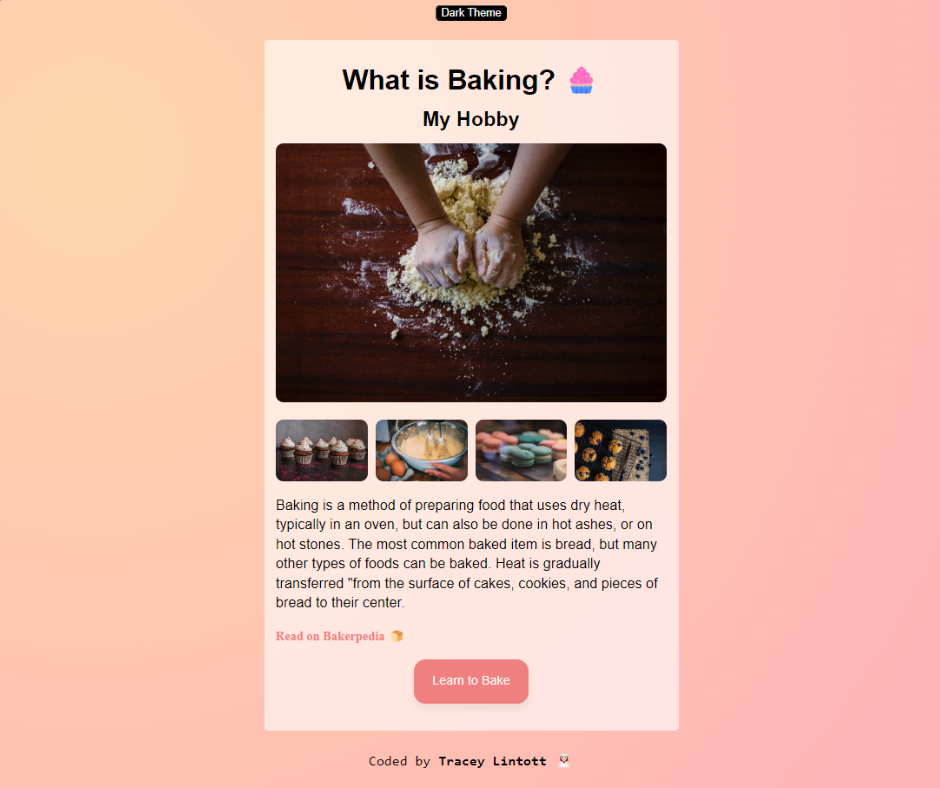 Dark Theme
What is Baking? 🧁
My Hobby
Baking is a method of preparing food that uses dry heat,
typically in an oven, but can also be done in hot ashes, or on
hot stones. The most common baked item is bread, but many
other types of foods can be baked. Heat is gradually
transferred "from the surface of cakes, cookies, and pieces of
bread to their center.
Read on Bakerpedia 🍞
Learn to Bake
Coded by Tracey Lintott